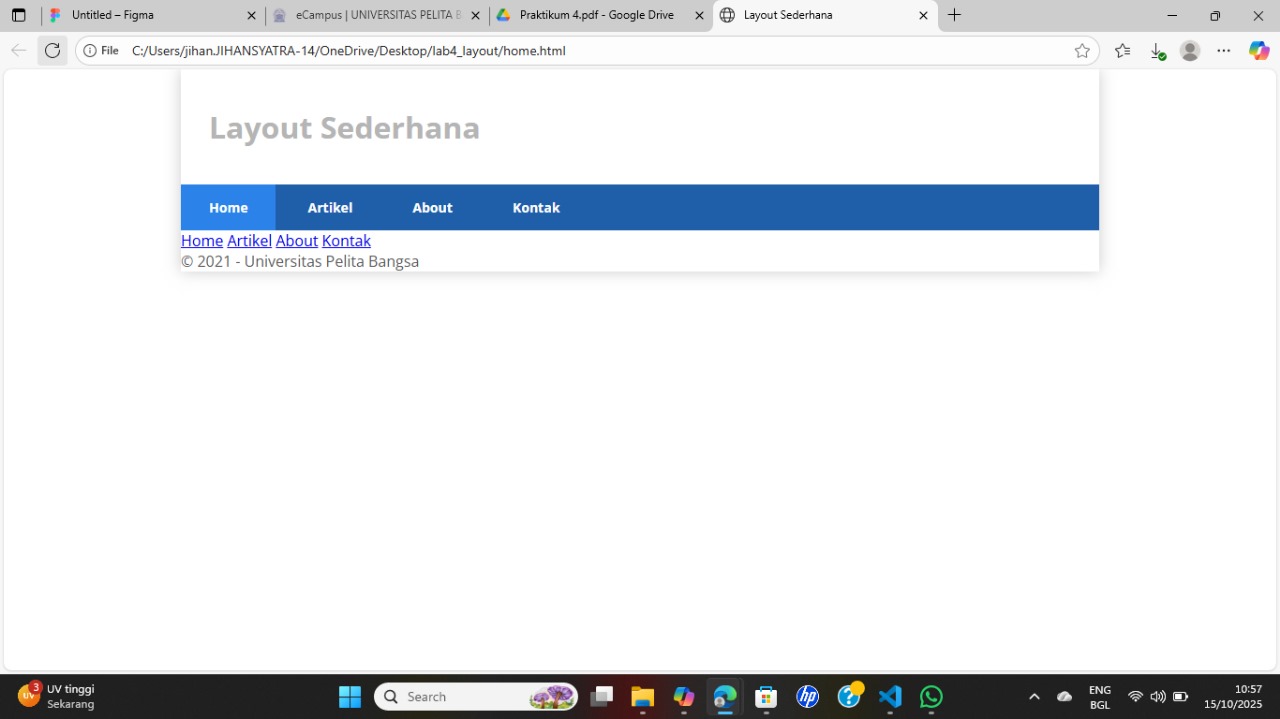 Untitled – Figma
eCampus | UNIVERSITAS PELITA B
Praktikum 4.pdf - Google Drive
Layout Sederhana
File C:/Users/jihan.JIHANSYATRA-14/OneDrive/Desktop/lab4_layout/home.html
Layout Sederhana
Home Artikel About Kontak
Home Artikel About Kontak
© 2021 - Universitas Pelita Bangsa
UV 3
UV tinggi
Sekarang
Search
hp
?
ENG
BGL
10:57
15/10/2025